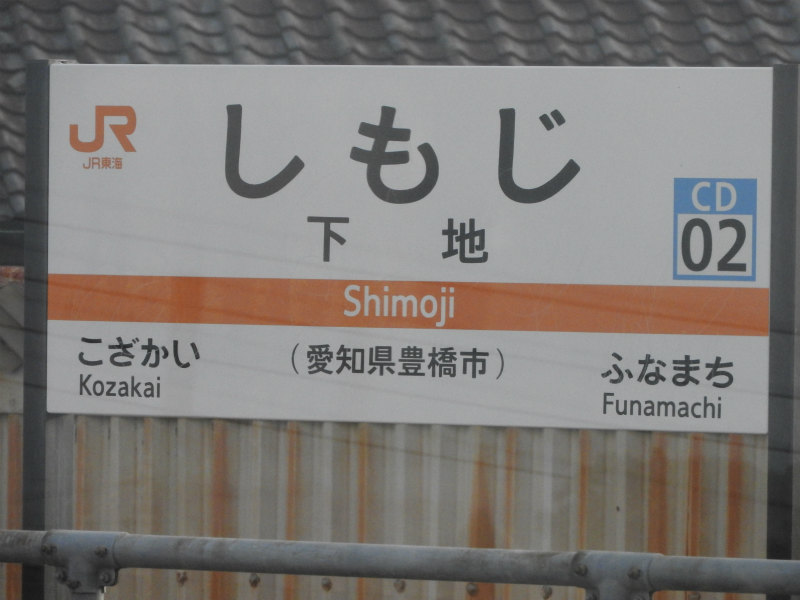 JR
JR東海
しもじ
下地
CD
02
Shimoji
こざかい
Kozakai
(愛知県豊橋市)
ふなまち
Funamachi